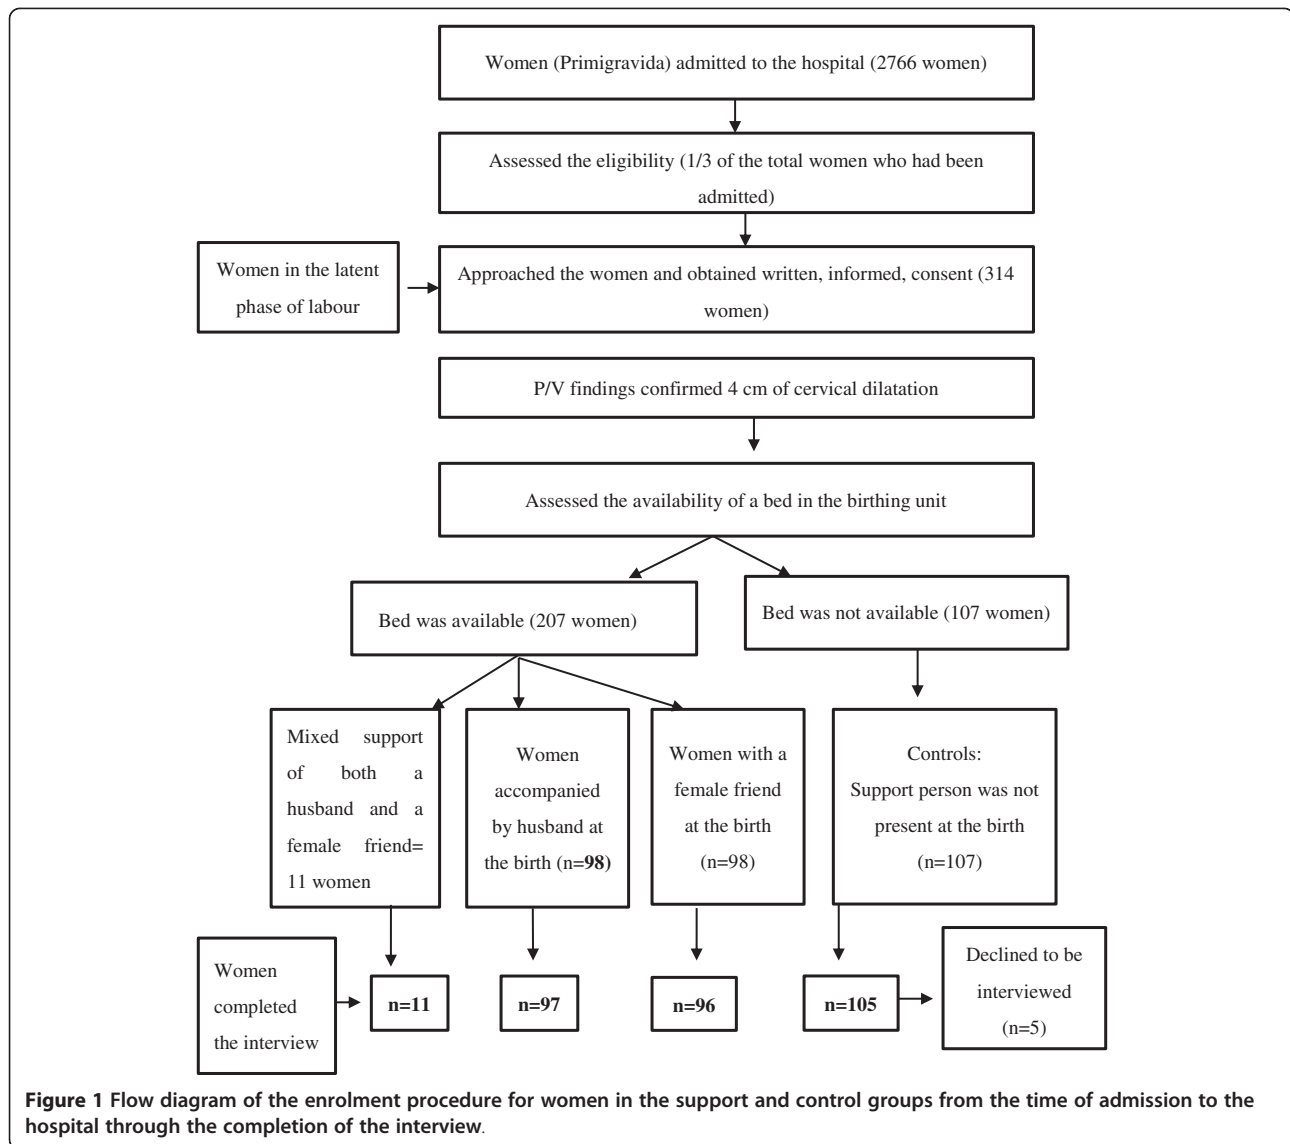 Women (Primigravida) admitted to the hospital (2766 women)
Assessed the eligibility (1/3 of the total women who had been
admitted)
Women in the latent
phase of labour
Approached the women and obtained written, informed, consent (314
women)
P/V findings confirmed 4 cm of cervical dilatation
Assessed the availability of a bed in the birthing unit
Bed was available (207 women)
Bed was not available (107 women)
Mixed support
of both a
husband and a
female friend=
11 women
Women
accompanied
by husband at
the birth (n=98)
Women with a
female friend
at the birth
(n=98)
Controls:
Support person was not
present at the birth
(n=107)
Women
completed
the interview
n=11
n=97
n=96
n=105
Declined to be
interviewed
(n=5)
Figure 1 Flow diagram of the enrolment procedure for women in the support and control groups from the time of admission to the
hospital through the completion of the interview.